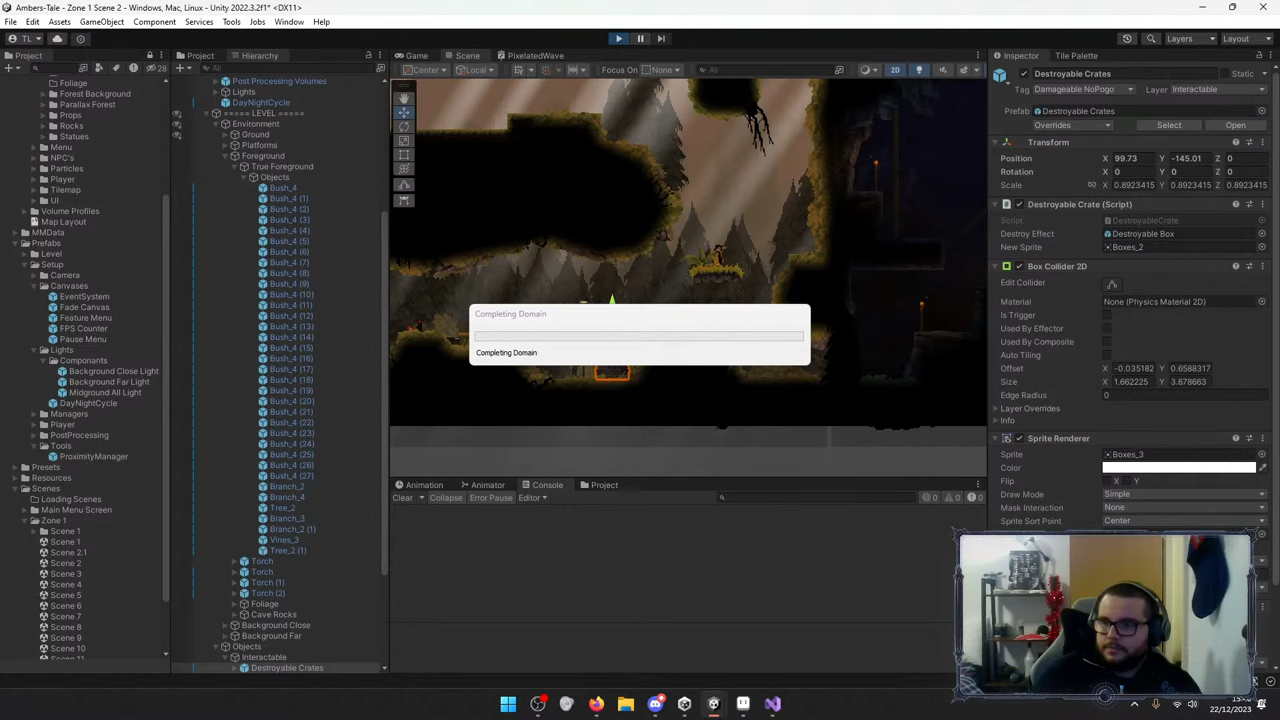 Ambers-Tale - Zone 1 Scene 2 - Windows, Mac, Linux - Unity 2022.3.2f1* <DX11>
File Edit Assets GameObject Component Services Tools Jobs Window Help
TL
Layers Layout
Project
28
Foliage
Forest Background
Parallax Forest
Props
Rocks
Statues
Menu
NPC's
Particles
Player
Tilemap
UI
Volume Profiles
Map Layout
MMData
Prefabs
Level
Setup
Camera
Canvases
EventSystem
Fade Canvas
Feature Menu
FPS Counter
Pause Menu
Lights
Componants
Background Close Light
Background Far Light
Midground All Light
DayNightCycle
Managers
Player
PostProcessing
Tools
ProximityManager
Presets
Resources
Scenes
Loading Scenes
Main Menu Screen
Zone 1
Scene 1
Scene 1
Scene 2.1
Scene 2
Scene 3
Scene 4
Scene 5
Scene 6
Scene 7
Scene 8
Scene 9
Scene 10
Scene 11
Project Hierarchy
All
Post Processing Volumes
Lights
DayNightCycle
===== LEVEL =====
Environment
Ground
Platforms
Foreground
True Foreground
Objects
Bush_4
Bush_4 (1)
Bush_4 (2)
Bush_4 (3)
Bush_4 (4)
Bush_4 (5)
Bush_4 (6)
Bush_4 (7)
Bush_4 (8)
Bush_4 (9)
Bush_4 (10)
Bush_4 (11)
Bush_4 (12)
Bush_4 (13)
Bush_4 (14)
Bush_4 (15)
Bush_4 (16)
Bush_4 (17)
Bush_4 (18)
Bush_4 (19)
Bush_4 (20)
Bush_4 (21)
Bush_4 (22)
Bush_4 (23)
Bush_4 (24)
Bush_4 (25)
Bush_4 (26)
Bush_4 (27)
Branch_2
Branch_4
Tree_2
Branch_3
Branch_2 (1)
Vines_3
Tree_2 (1)
Torch
Torch
Torch (1)
Torch (2)
Foliage
Cave Rocks
Background Close
Background Far
Objects
Interactable
Destroyable Crates
Game Scene PixelatedWave
Center Local Focus On None All 2D
Completing Domain
Completing Domain
Animation Animator Console Project
Clear Collapse Error Pause Editor 0 0 0
Inspector Tile Palette
Destroyable Crates Static
Tag Damageable NoPogo Layer Interactable
Prefab Destroyable Crates
Overrides Select Open
Transform
Position X 99.73 Y -145.01 Z 0
Rotation X 0 Y 0 Z 0
Scale X 0.8923415 Y 0.8923415 Z 0.8923415
Destroyable Crate (Script)
Script DestroyableCrate
Destroy Effect Destroyable Box
New Sprite Boxes_2
Box Collider 2D
Edit Collider
Material None (Physics Material 2D)
Is Trigger
Used By Effector
Used By Composite
Auto Tiling
Offset X -0.035182 Y 0.6588317
Size X 1.662225 Y 3.678663
Edge Radius 0
Layer Overrides
Info
Sprite Renderer
Sprite Boxes_3
Color
Flip X Y
Draw Mode Simple
Mask Interaction None
Sprite Sort Point Center
22/12/2023